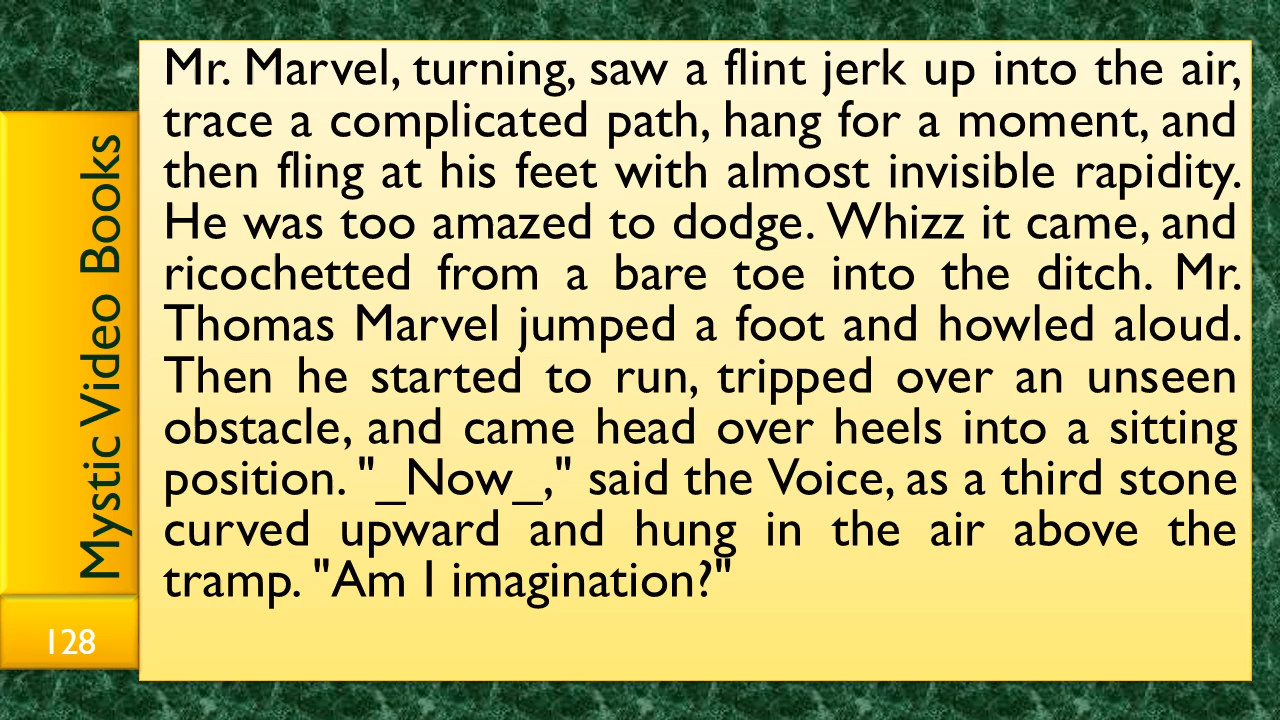 Mr. Marvel, turning, saw a flint jerk up into the air,
trace a complicated path, hang for a moment, and
then fling at his feet with almost invisible rapidity.
He was too amazed to dodge. Whizz it came, and
ricochetted from a bare toe into the ditch. Mr.
Thomas Marvel jumped a foot and howled aloud.
Then he started to run, tripped over an unseen
obstacle, and came head over heels into a sitting
position. "_Now_," said the Voice, as a third stone
curved upward and hung in the air above the
tramp. "Am I imagination?"
Mystic Video Books
128